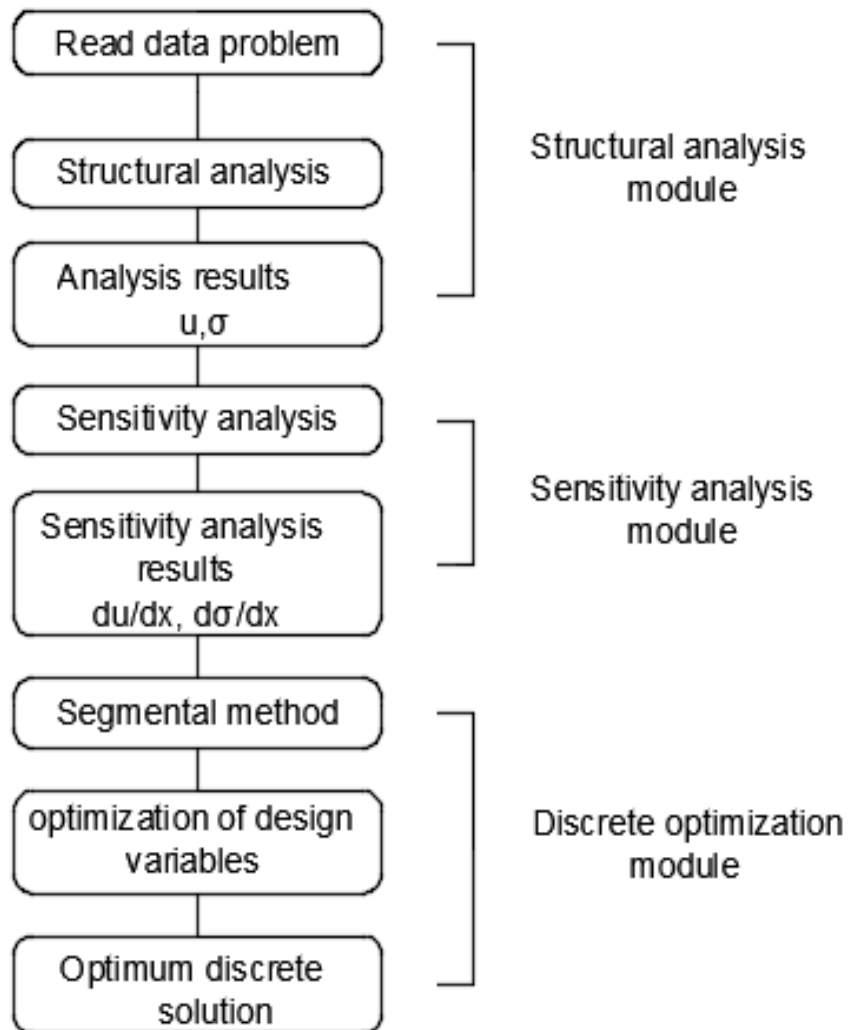 Read data problem
Structural analysis
Analysis results
u,σ
Structural analysis
module
Sensitivity analysis
Sensitivity analysis
results
du/dx, dσ/dx
Sensitivity analysis
module
Segmental method
optimization of design
variables
Optimum discrete
solution
Discrete optimization
module